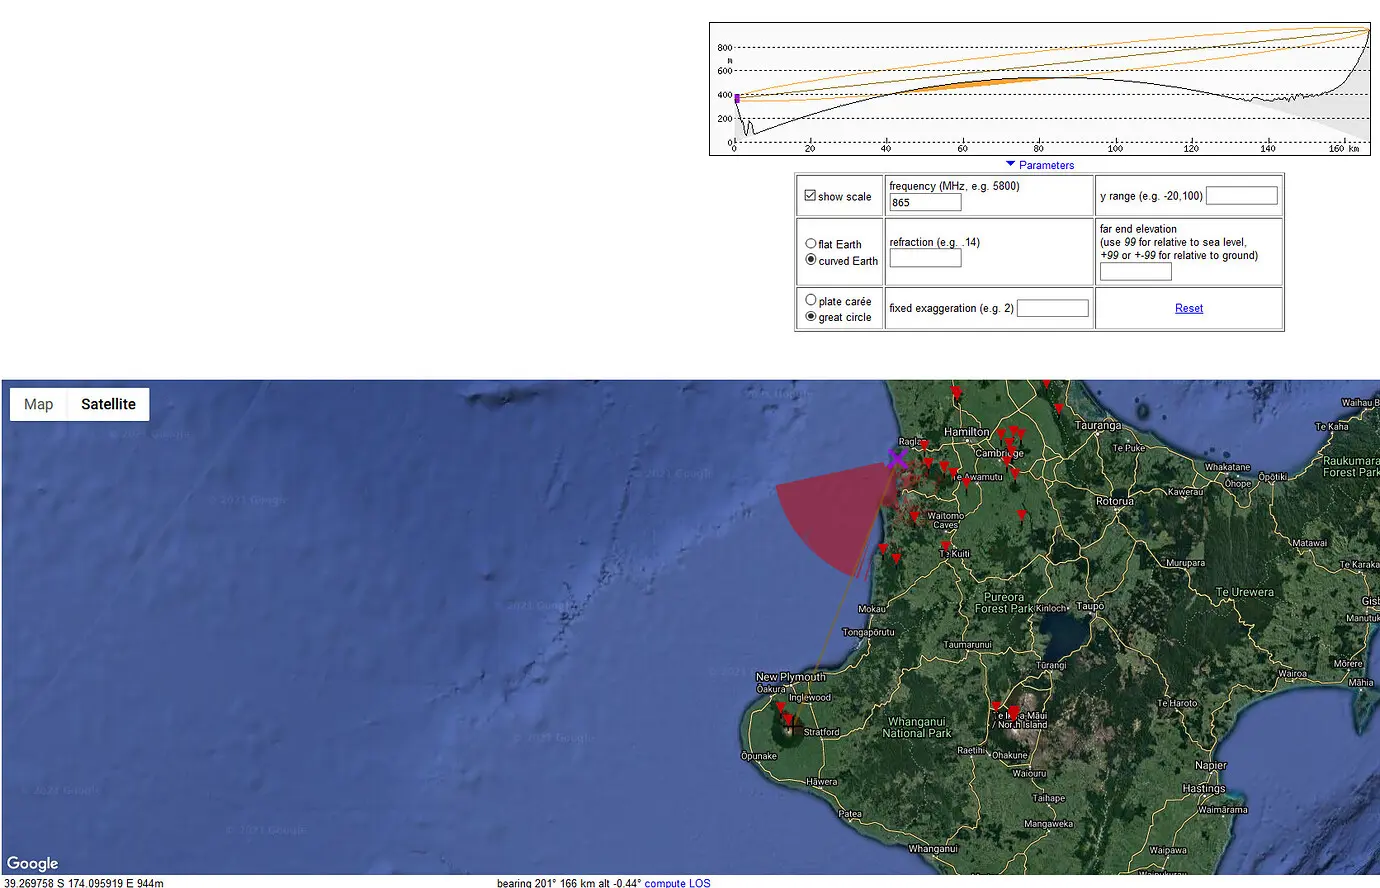 800
m
600
400
200
0
0 20 40 60 80 100 120 140 160 km
Parameters
show scale
frequency (MHz, e.g. 5800)
865
y range (e.g. -20,100)
flat Earth
curved Earth
refraction (e.g. .14)
far end elevation
(use 99 for relative to sea level,
+99 or +-99 for relative to ground)
plate carée
great circle
fixed exaggeration (e.g. 2)
Reset
Map Satellite
Waihau B
Te Kaha
Tauranga
Hamilton
Raglan
Te Puke
Cambridge
Raukumara
Forest Park
Whakatane
Ōpōtiki
Ōhope
Te Awamutu
Kawerau
Rotorua
Waitomo
Caves
Matawai
Te Kuiti
Murupara
Te Karaka
Te Urewera
Pureora
Forest Park
Kinloch
Taupō
Gisb
Mokau
Manutuk
Tongapōrutu
Taumarunui
Tūrangi
Mōrere
Wairoa
New Plymouth
Ōakura
Māhia
Inglewood
Te Haroto
Te Ika-a-Māui
/ North Island
Whanganui
National Park
Stratford
Raetihi
Ohakune
Ōpunake
Napier
Waiouru
Hāwera
Hastings
Taihape
Waimārama
Patea
Mangaweka
Whanganui
Waipawa
Waipukurau
Google
39.269758 S 174.095919 E 944m
bearing 201° 166 km alt -0.44° compute LOS